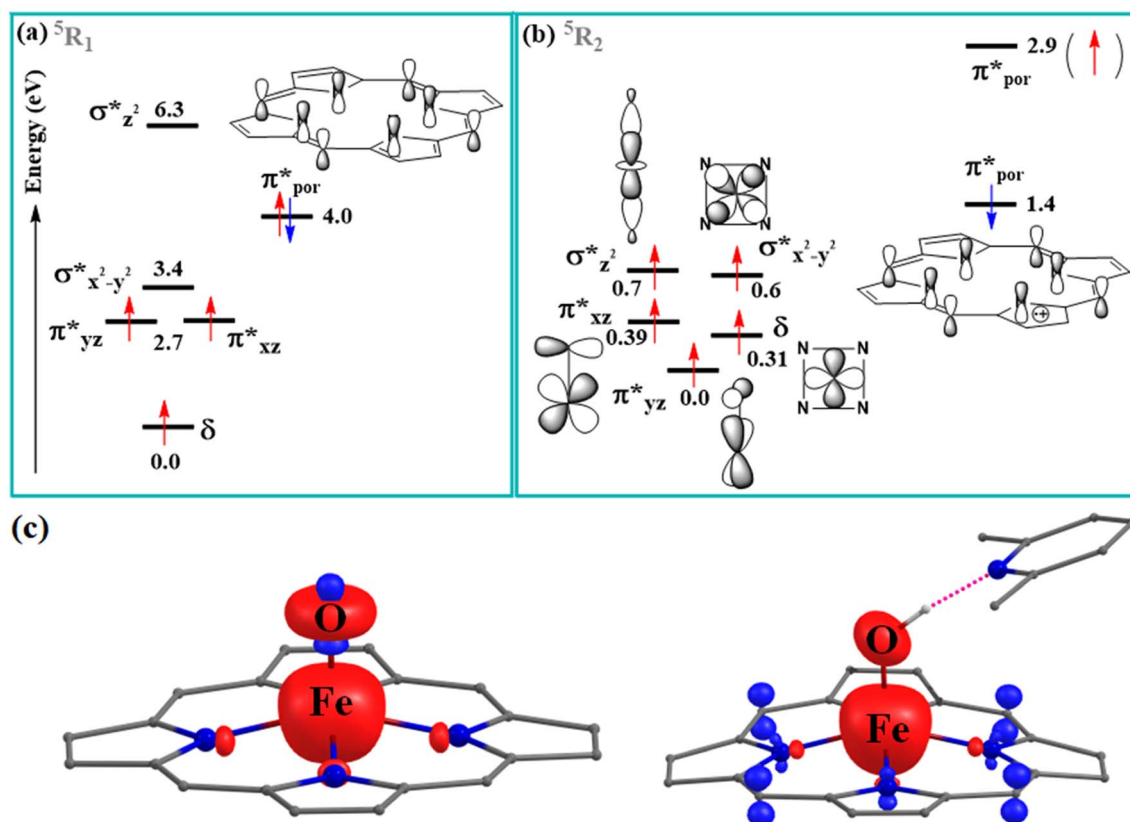 (a) ⁵R₁
Energy (eV)
σ*z² 6.3
π*por
4.0
σ*x²-y² 3.4
π*yz 2.7 π*xz
δ
0.0
(b) ⁵R₂
2.9 ( )
π*por
π*por
1.4
N N
N N
σ*z² σ*x²-y²
0.7 0.6
π*xz δ
0.39 0.31
π*yz 0.0
N N
N N
(c)
O
Fe
O
Fe